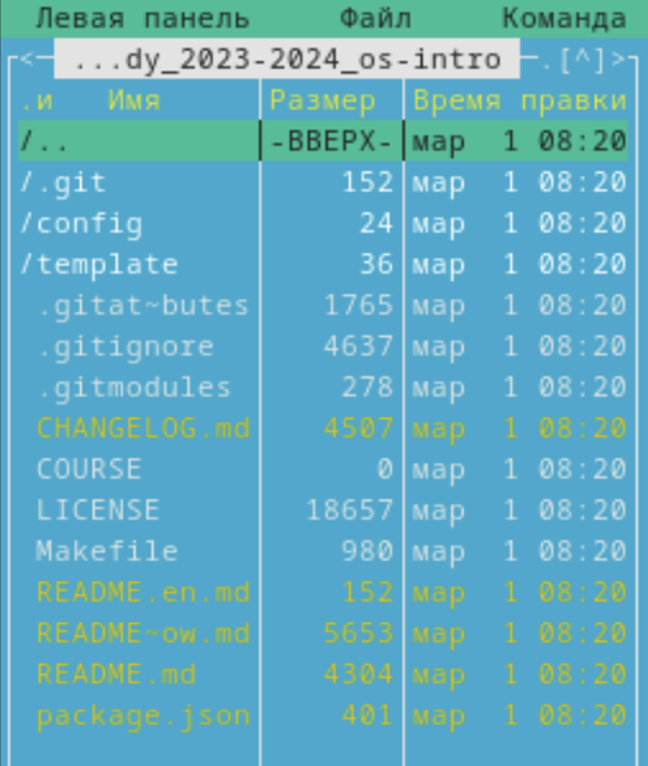 Левая панель Файл Команда
<─ ...dy_2023-2024_os-intro ─.[^]>
.и Имя Размер Время правки
/.. -ВВЕРХ- мар 1 08:20
/.git 152 мар 1 08:20
/config 24 мар 1 08:20
/template 36 мар 1 08:20
.gitat~butes 1765 мар 1 08:20
.gitignore 4637 мар 1 08:20
.gitmodules 278 мар 1 08:20
CHANGELOG.md 4507 мар 1 08:20
COURSE 0 мар 1 08:20
LICENSE 18657 мар 1 08:20
Makefile 980 мар 1 08:20
README.en.md 152 мар 1 08:20
README~ow.md 5653 мар 1 08:20
README.md 4304 мар 1 08:20
package.json 401 мар 1 08:20